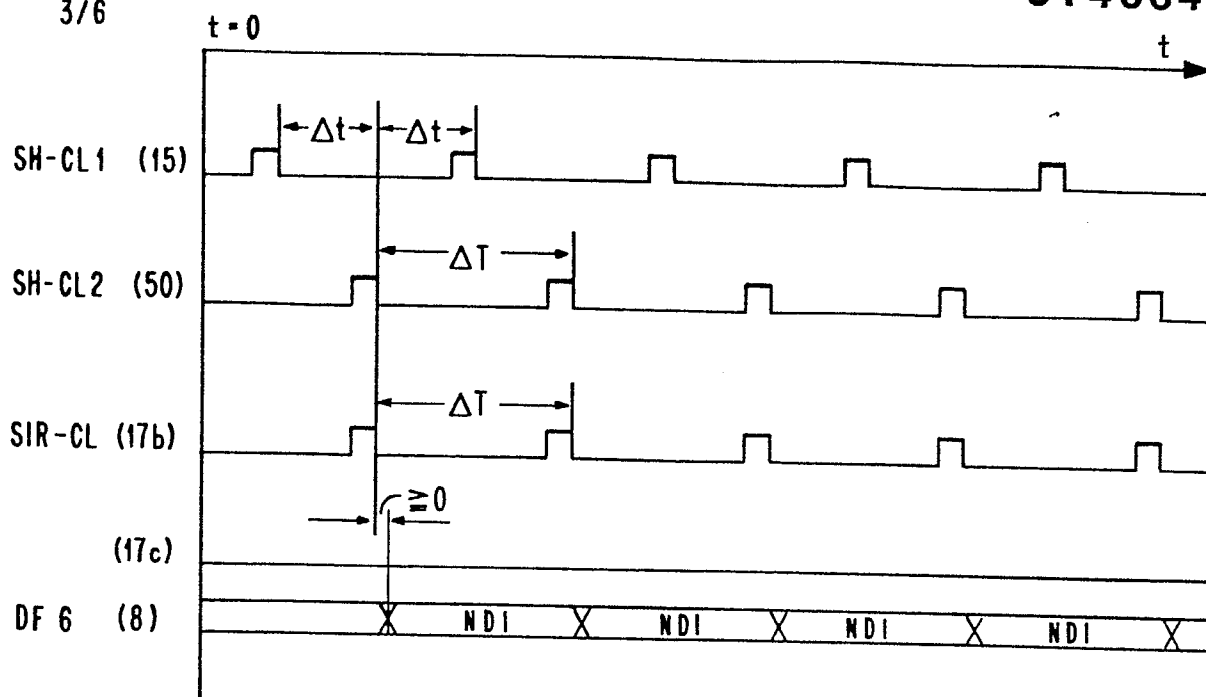 3/6
t = 0
t
Δt Δt
SH-CL1 (15)
ΔT
SH-CL2 (50)
ΔT
SIR-CL (17b)
≧0
(17c)
DF 6 (8) NDI NDI NDI NDI